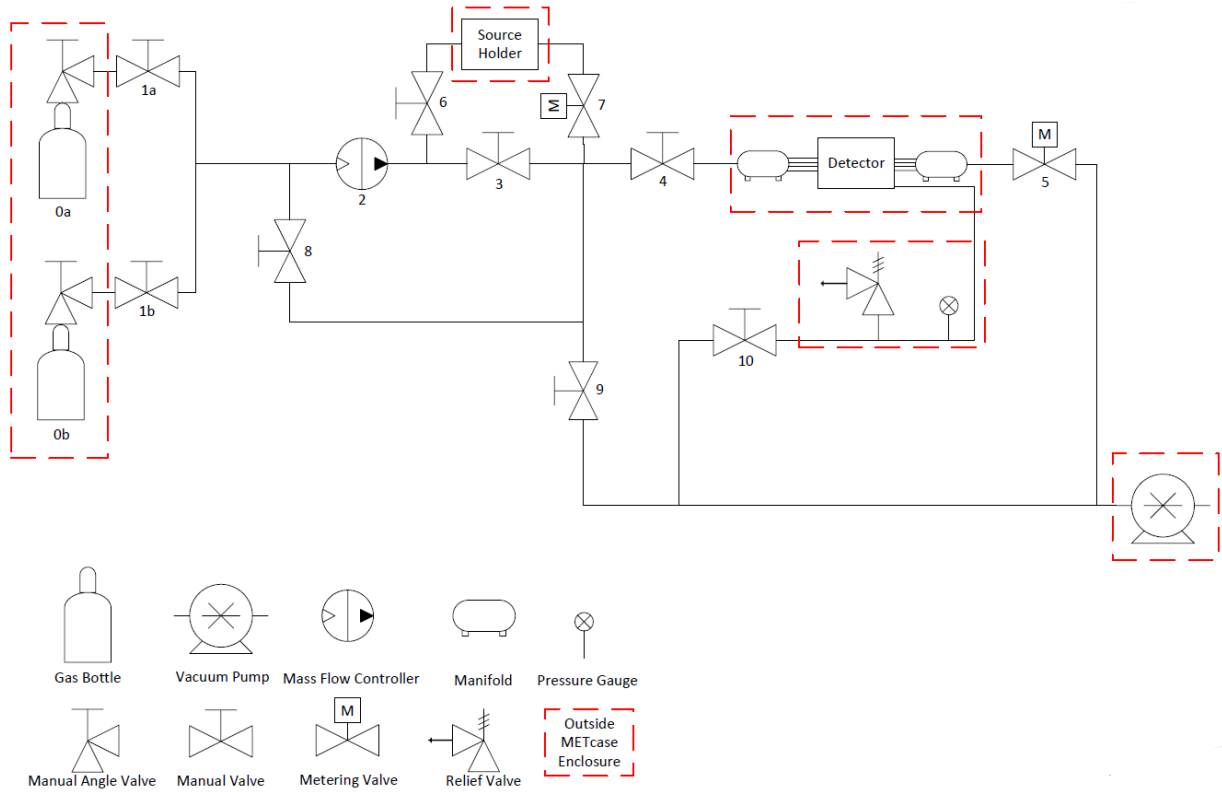 Source
Holder
1a
6
M
7
M
0a
2
3
4
Detector
5
8
1b
10
9
0b
Gas Bottle
Vacuum Pump
Mass Flow Controller
Manifold
Pressure Gauge
M
Outside
METcase
Enclosure
Manual Angle Valve
Manual Valve
Metering Valve
Relief Valve